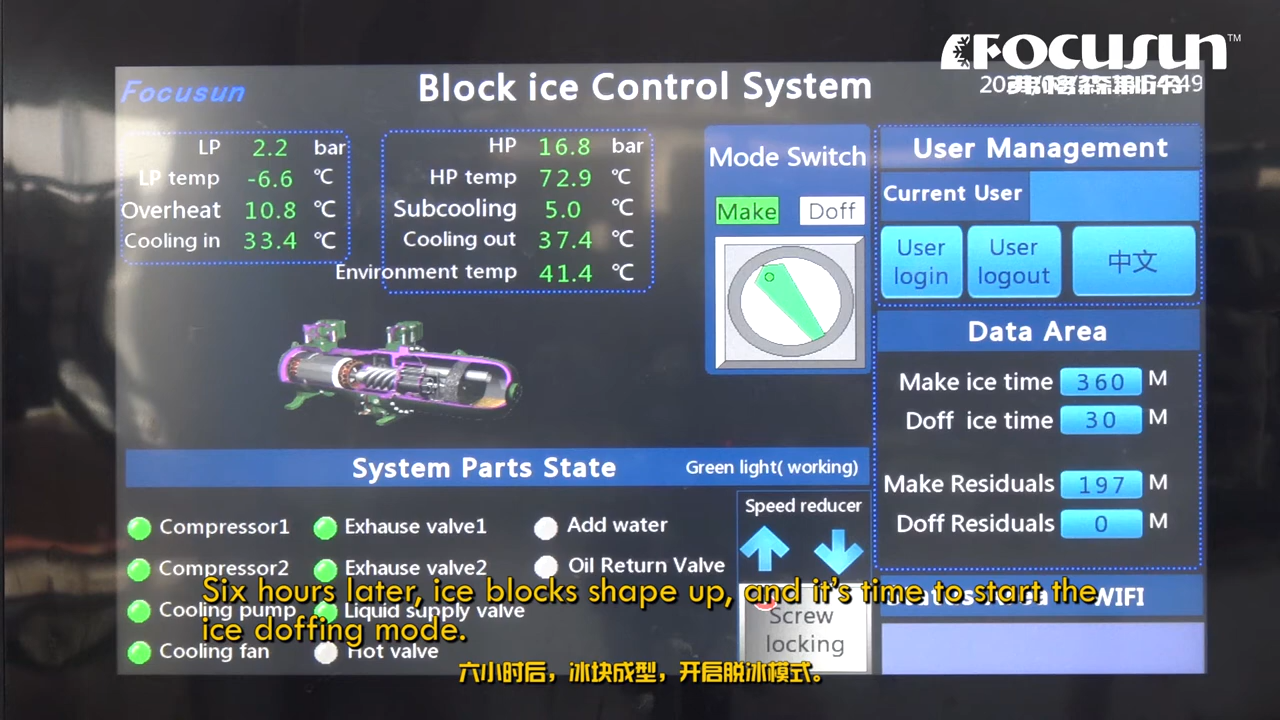 FOCUSUN™
Focusun
Block ice Control System
LP 2.2 bar
LP temp -6.6 ℃
Overheat 10.8 ℃
Cooling in 33.4 ℃
HP 16.8 bar
HP temp 72.9 ℃
Subcooling 5.0 ℃
Cooling out 37.4 ℃
Environment temp 41.4 ℃
Mode Switch
Make Doff
User Management
Current User
User login
User logout
中文
Data Area
Make ice time 360 M
Doff ice time 30 M
Make Residuals 197 M
Doff Residuals 0 M
System Parts State Green light( working)
Compressor1 Exhause valve1 Add water
Compressor2 Exhause valve2 Oil Return Valve
Cooling pump Liquid supply valve
Cooling fan Hot valve
Speed reducer
Screw
locking
WIFI
Six hours later, ice blocks shape up, and it's time to start the
ice doffing mode.
六小时后，冰块成型，开启脱冰模式。